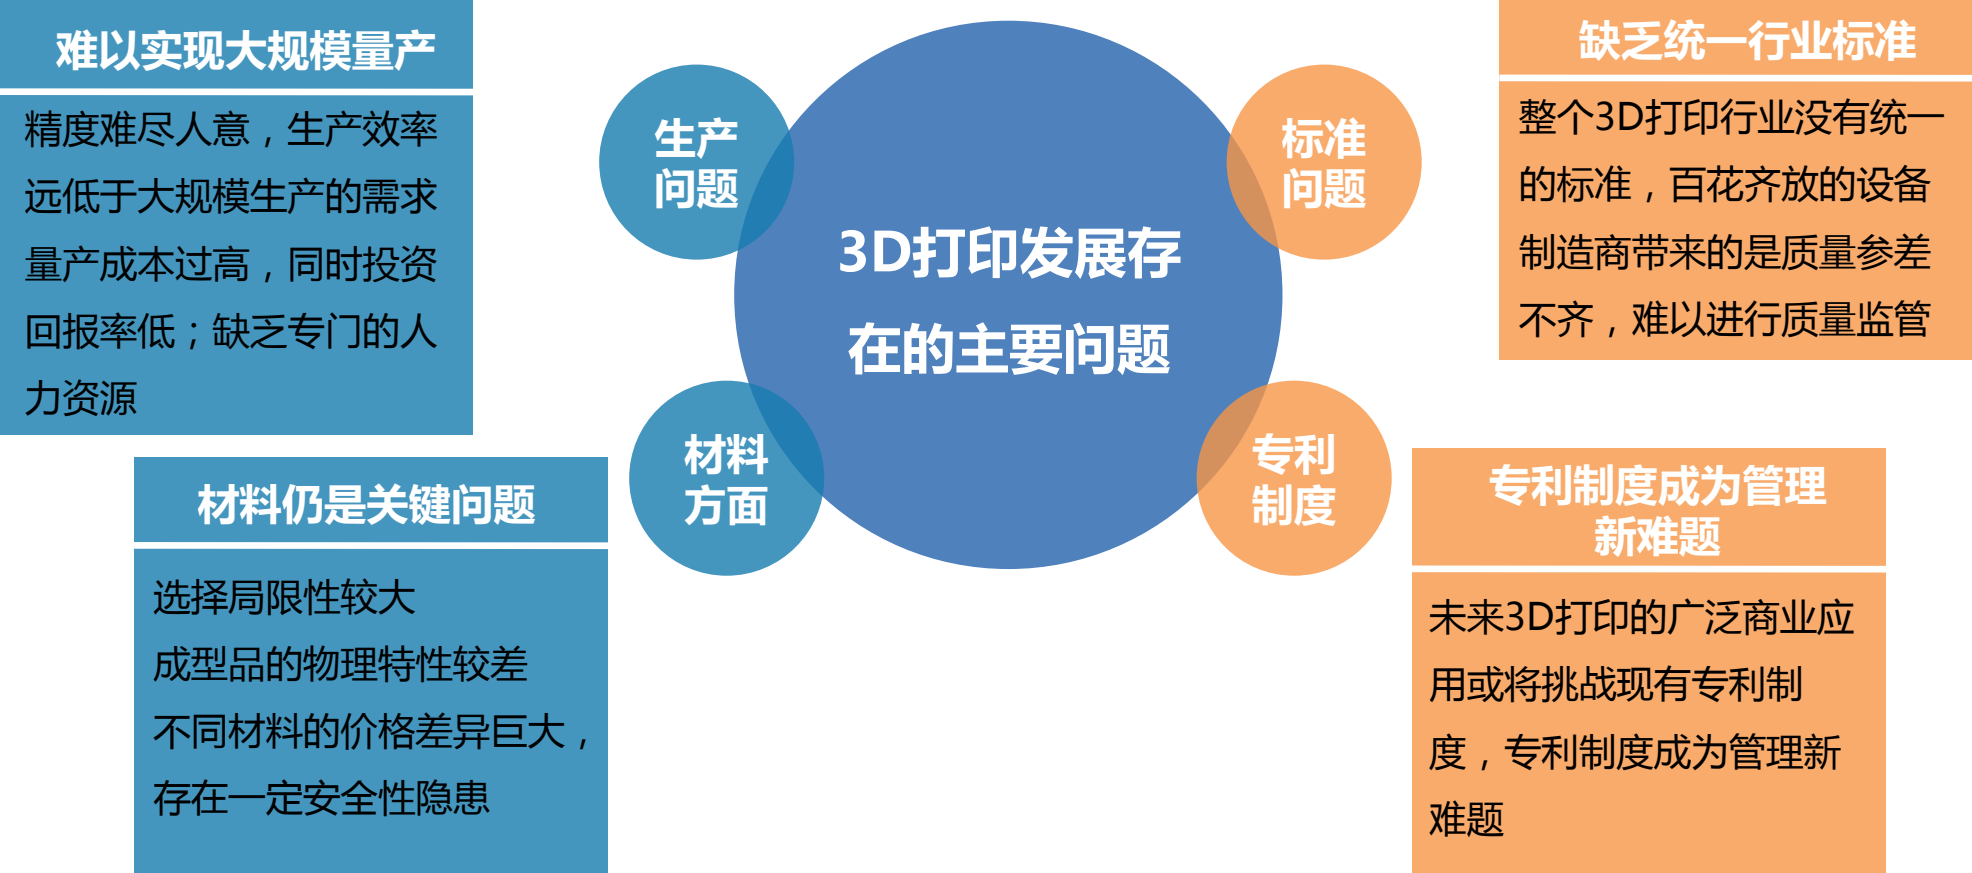 难以实现大规模量产
精度难尽人意，生产效率
远低于大规模生产的需求
量产成本过高，同时投资
回报率低；缺乏专门的人
力资源
材料仍是关键问题
选择局限性较大
成型品的物理特性较差
不同材料的价格差异巨大，
存在一定安全性隐患
生产
问题
材料
方面
3D打印发展存
在的主要问题
标准
问题
专利
制度
缺乏统一行业标准
整个3D打印行业没有统一
的标准，百花齐放的设备
制造商带来的是质量参差
不齐，难以进行质量监管
专利制度成为管理
新难题
未来3D打印的广泛商业应
用或将挑战现有专利制
度，专利制度成为管理新
难题